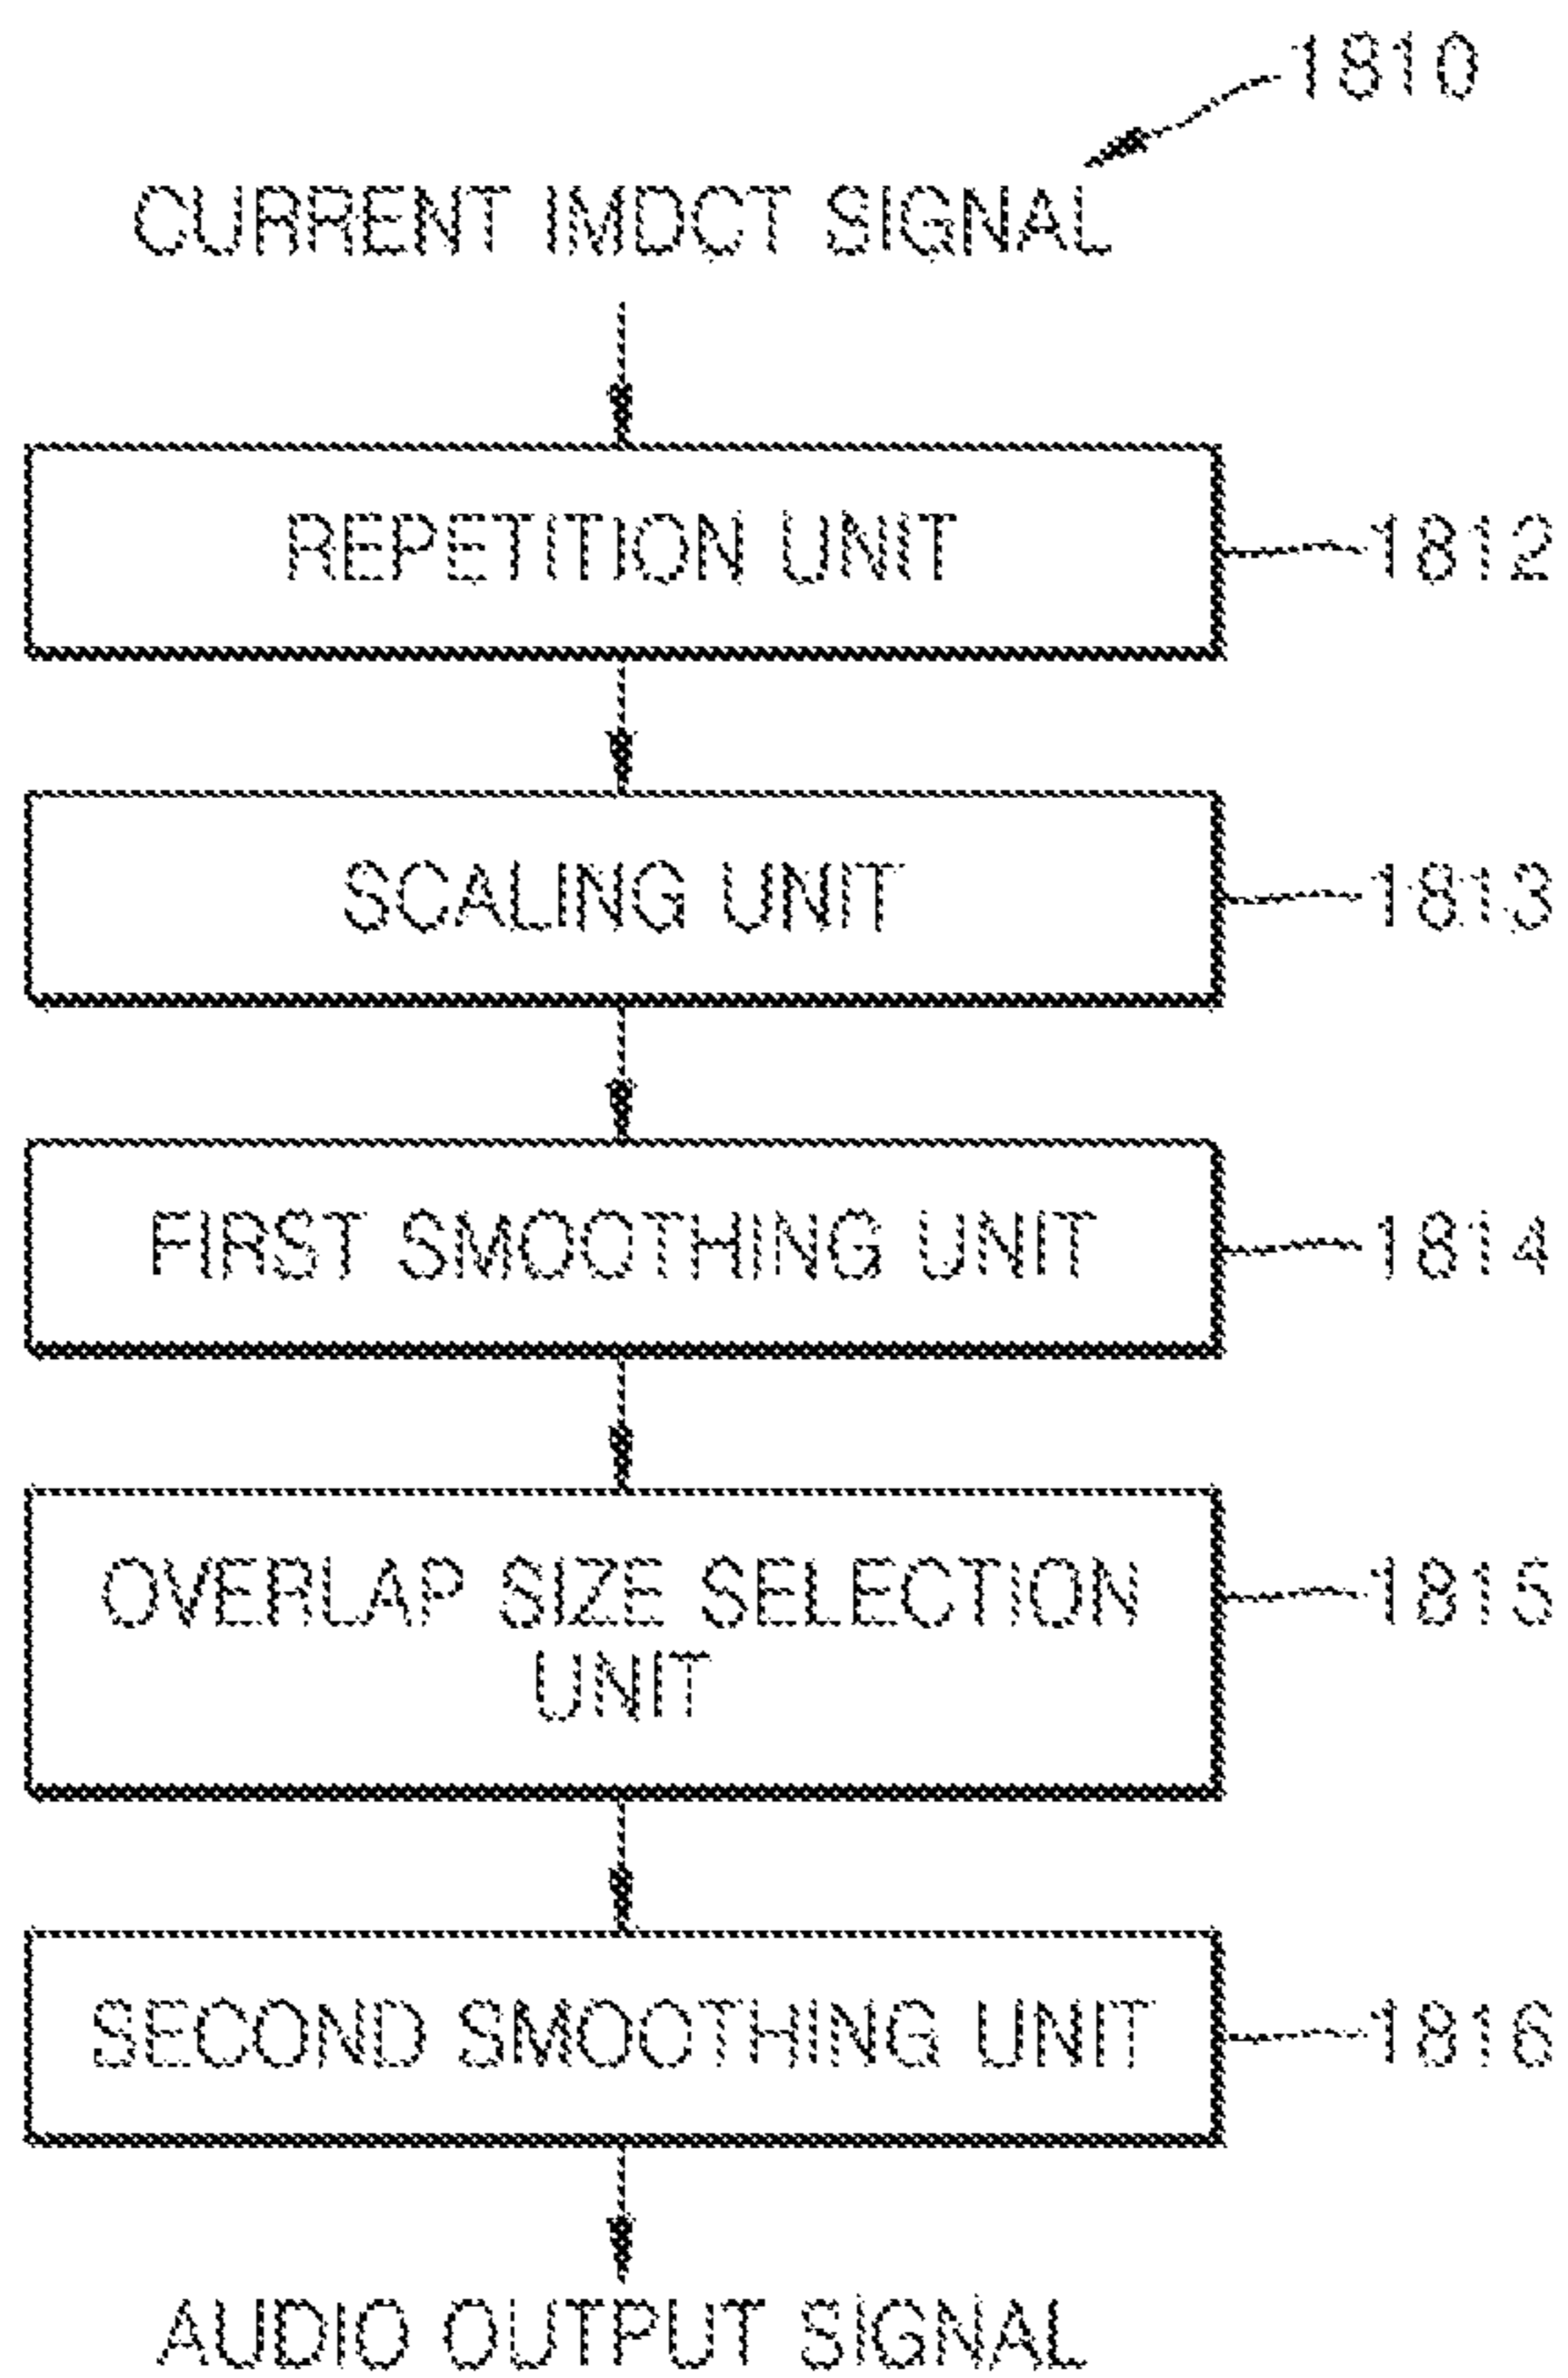 1810
CURRENT IMDCT SIGNAL
REPETITION UNIT
1812
SCALING UNIT
1813
FIRST SMOOTHING UNIT
1814
OVERLAP SIZE SELECTION
UNIT
1815
SECOND SMOOTHING UNIT
1816
AUDIO OUTPUT SIGNAL